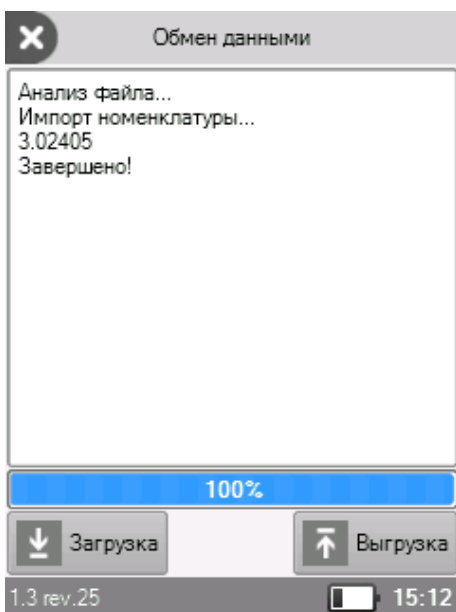 Обмен данными
Анализ файла...
Импорт номенклатуры...
3.02405
Завершено!
100%
Загрузка
Выгрузка
1.3 rev.25
15:12